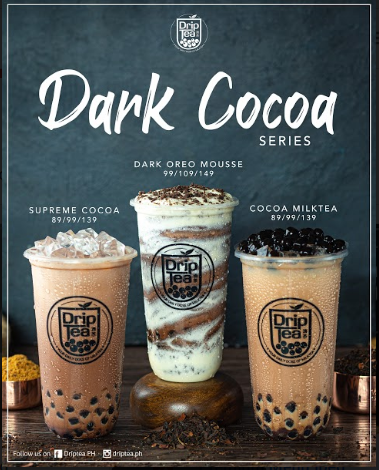 Drip
Tea
Dark Cocoa
SERIES
DARK OREO MOUSSE
99/109/149
SUPREME COCOA
89/99/139
COCOA MILKTEA
89/99/139
Drip
Tea
Drip
Tea
Drip
Tea
Follow us on Driptea.PH - driptea.ph